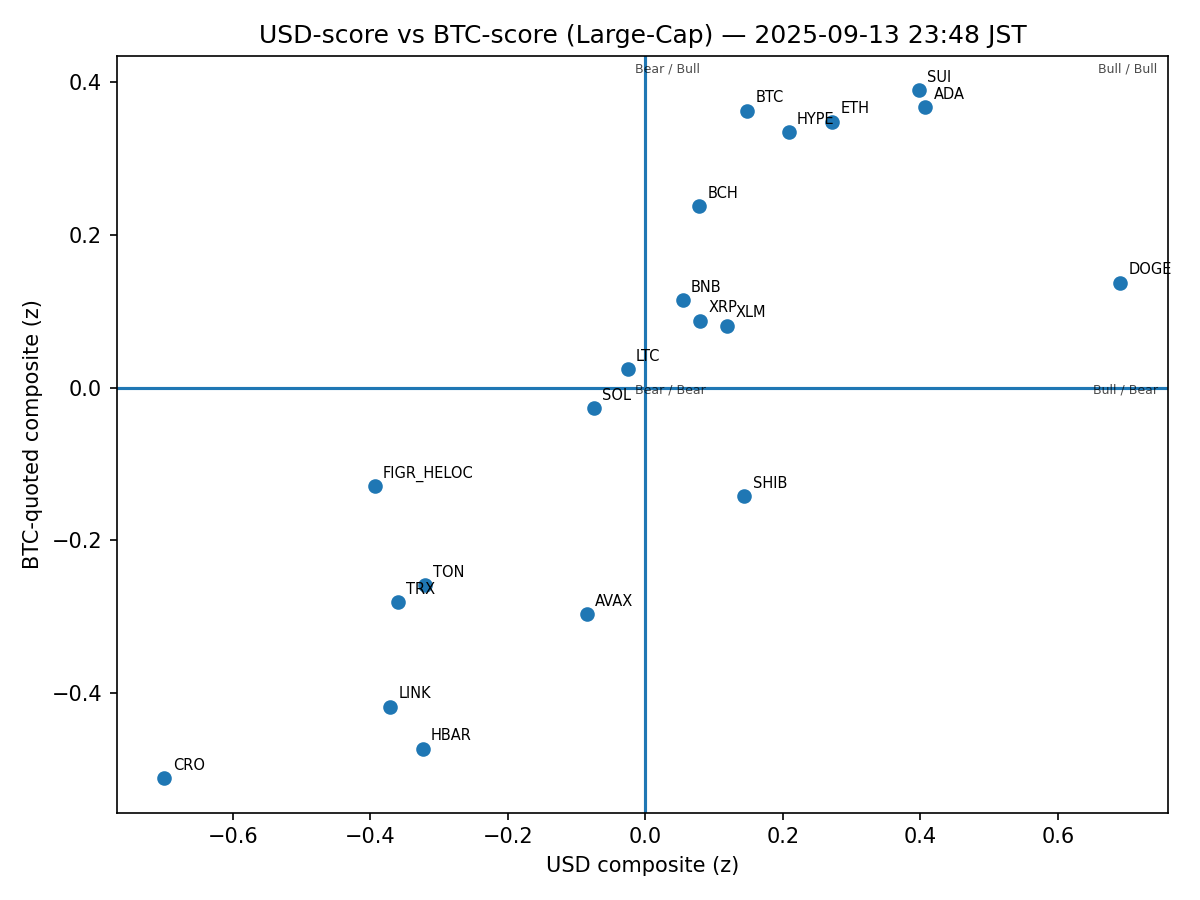 USD-score vs BTC-score (Large-Cap) — 2025-09-13 23:48 JST
Bear / Bull
Bull / Bull
SUI
ADA
BTC
ETH
HYPE
BCH
DOGE
BNB
XRP
XLM
LTC
SOL
Bear / Bear
Bull / Bear
FIGR_HELOC
SHIB
TON
TRX
AVAX
LINK
HBAR
CRO
0.4
0.2
0.0
−0.2
−0.4
BTC-quoted composite (z)
−0.6
−0.4
−0.2
0.0
0.2
0.4
0.6
USD composite (z)